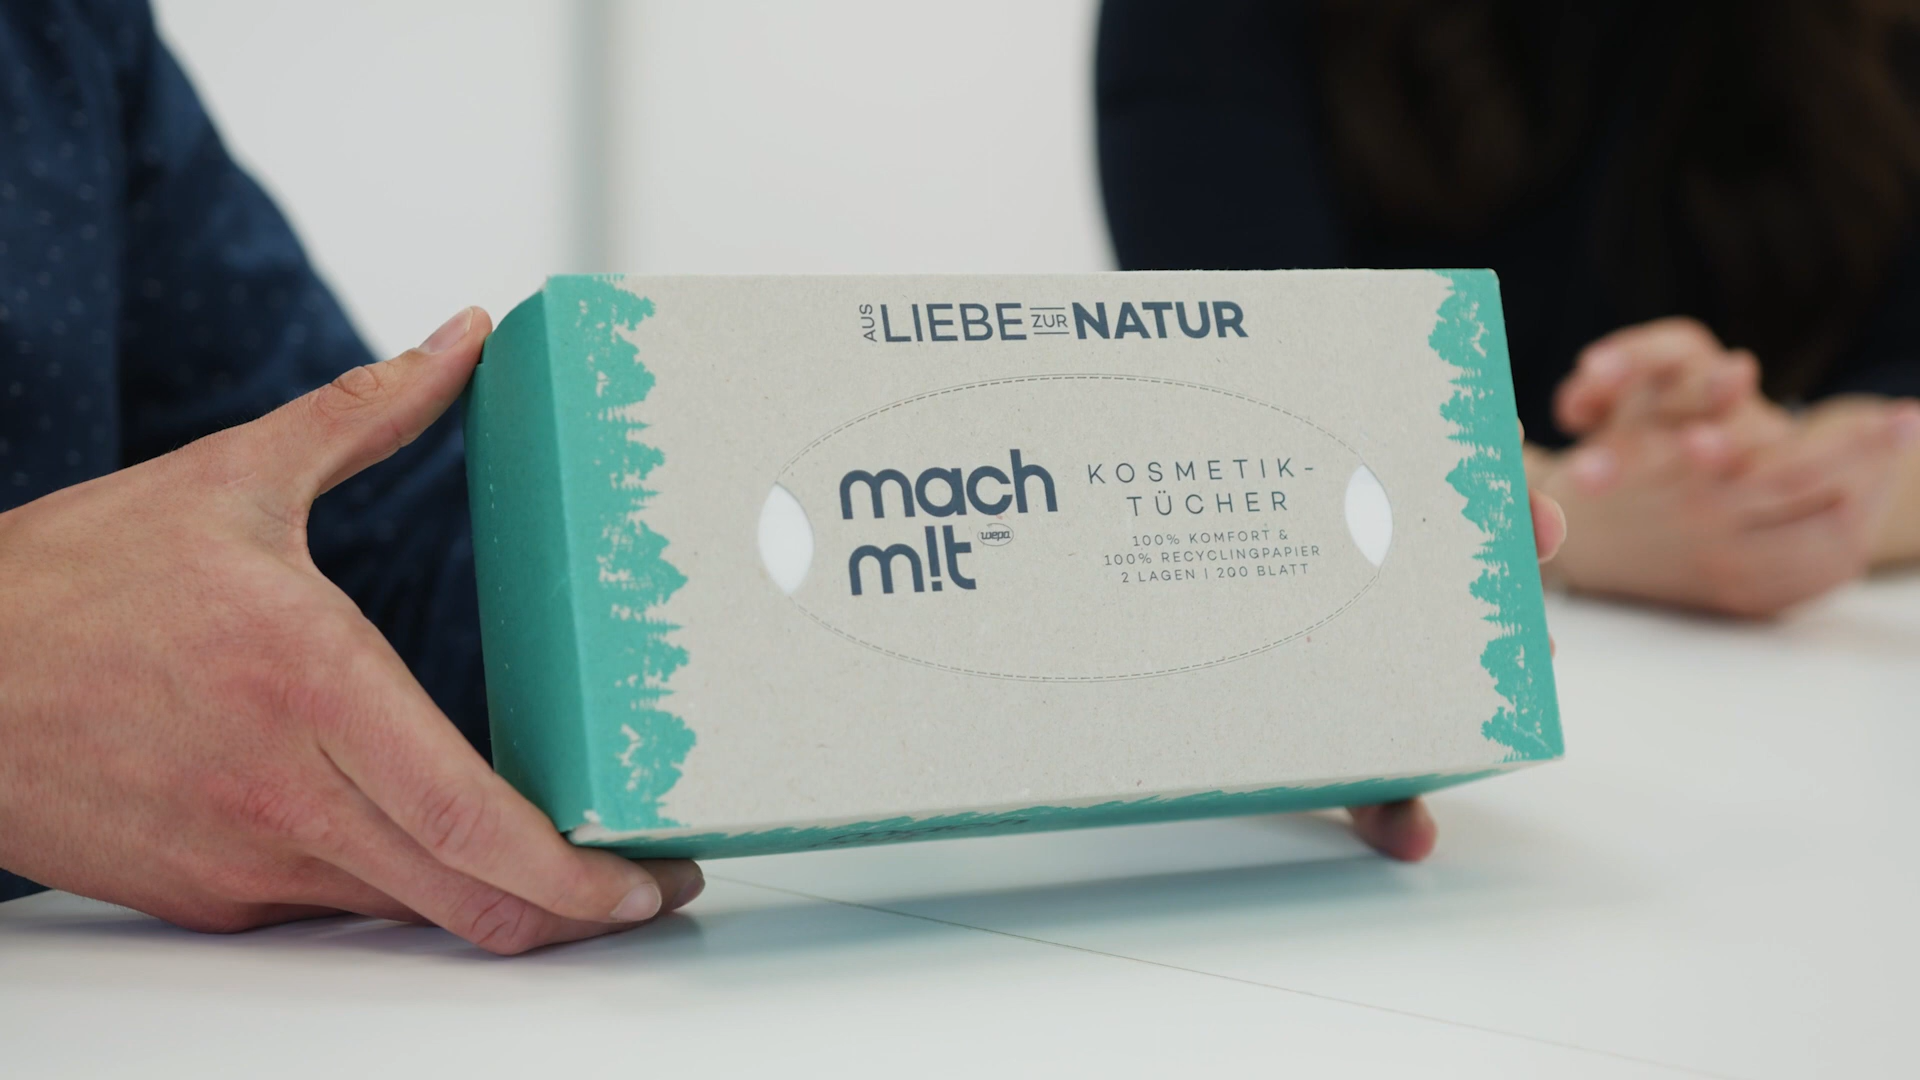 AUS LIEBE ZUR NATUR
mach
m!t
wepa
KOSMETIK-
TÜCHER
100% KOMFORT &
100% RECYCLINGPAPIER
2 LAGEN | 200 BLATT